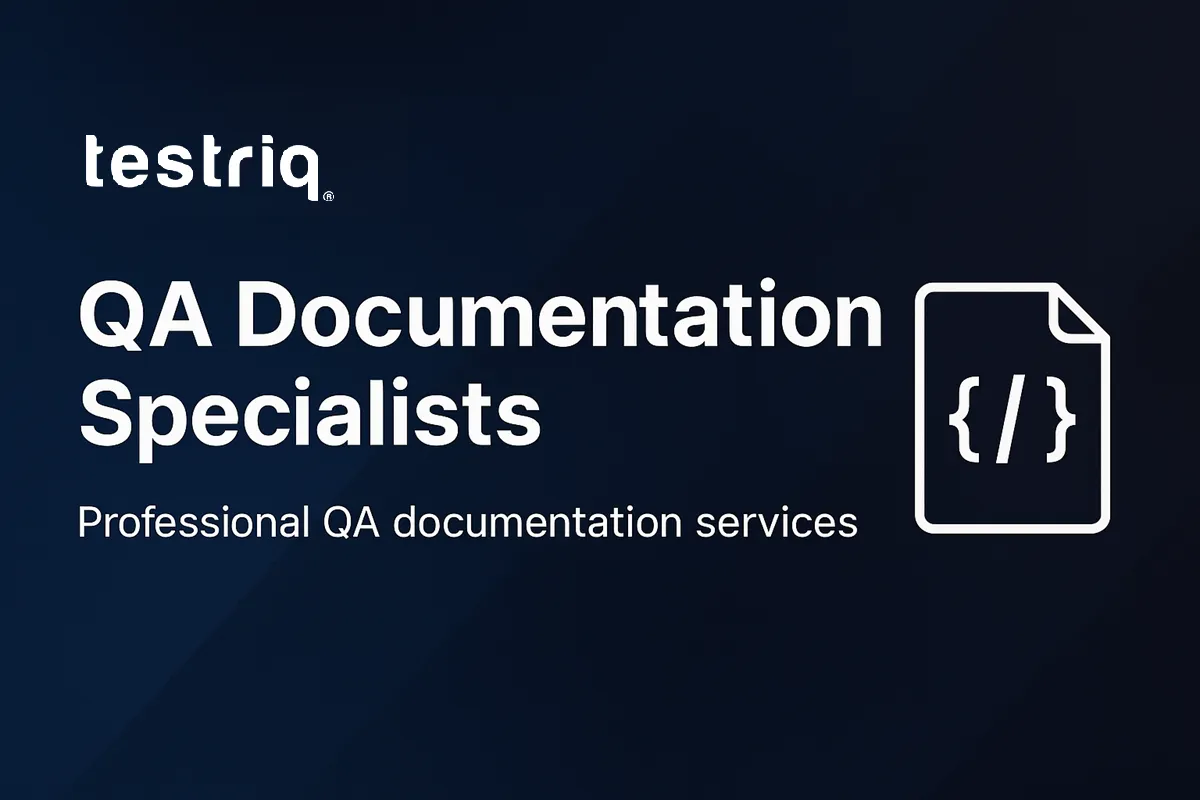 testriq®
QA Documentation
Specialists
Professional QA documentation services
{/}